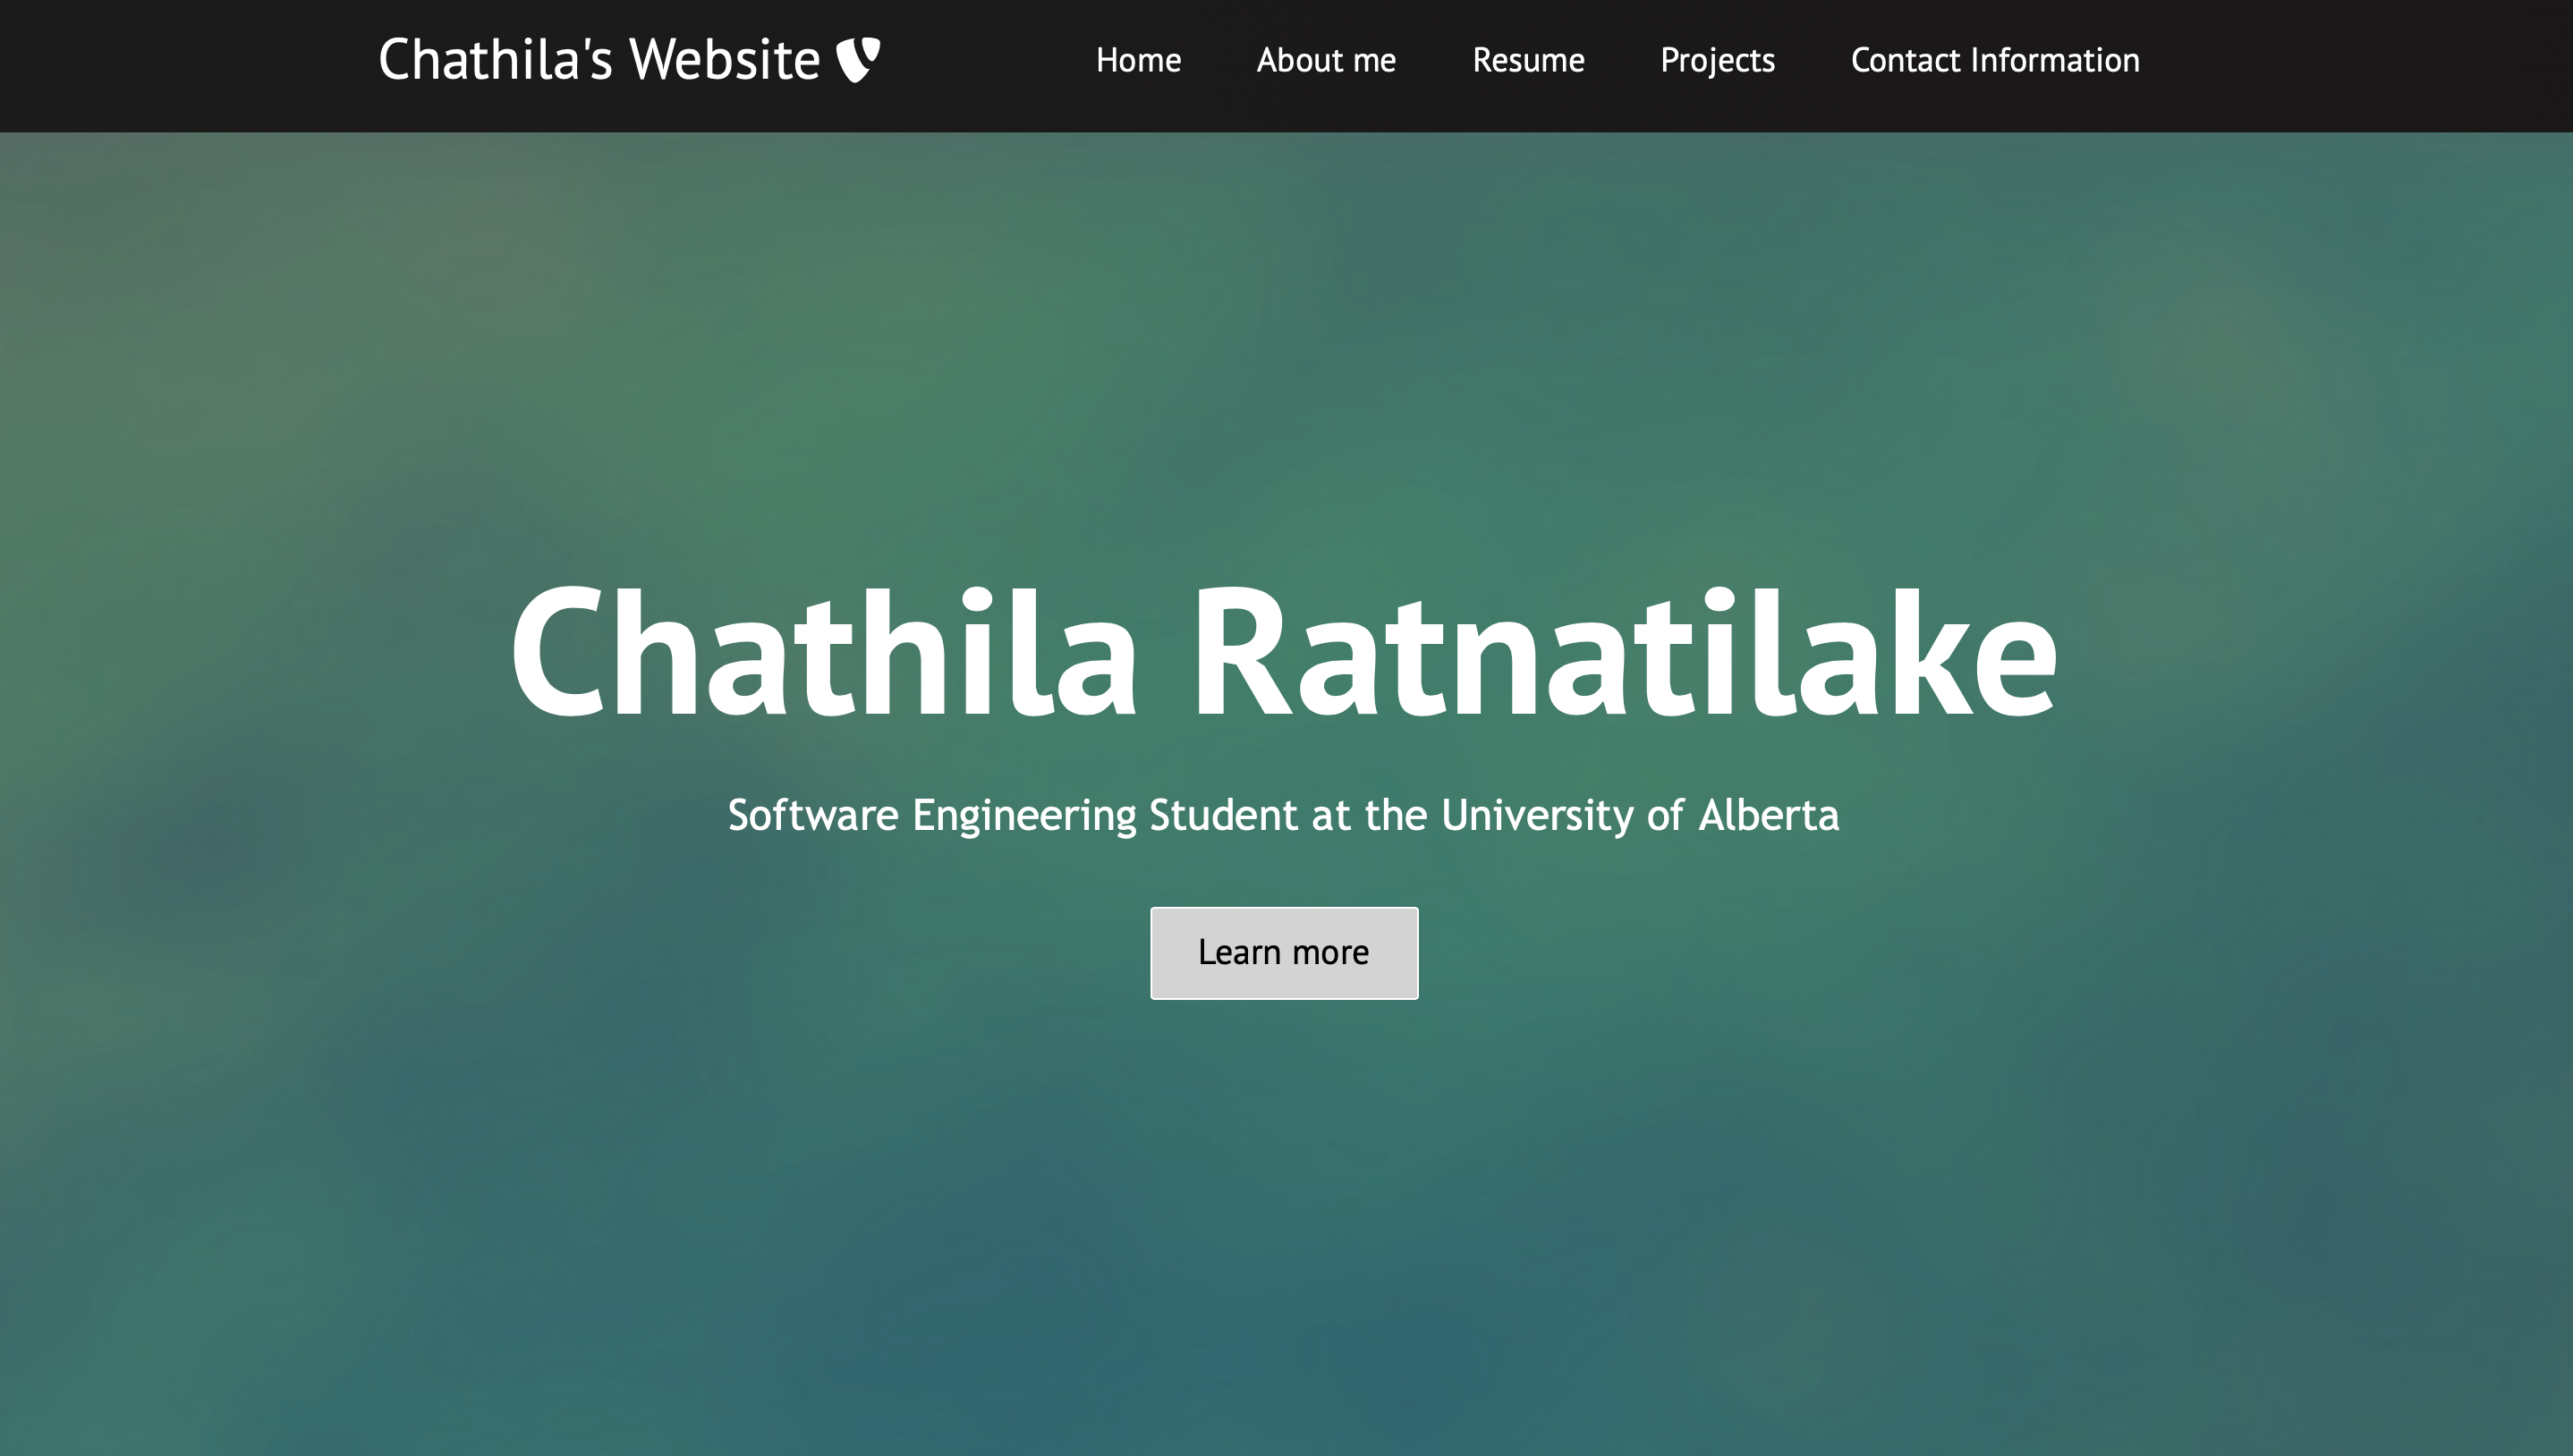 Chathila's Website
Home About me Resume Projects Contact Information
Chathila Ratnatilake
Software Engineering Student at the University of Alberta
Learn more